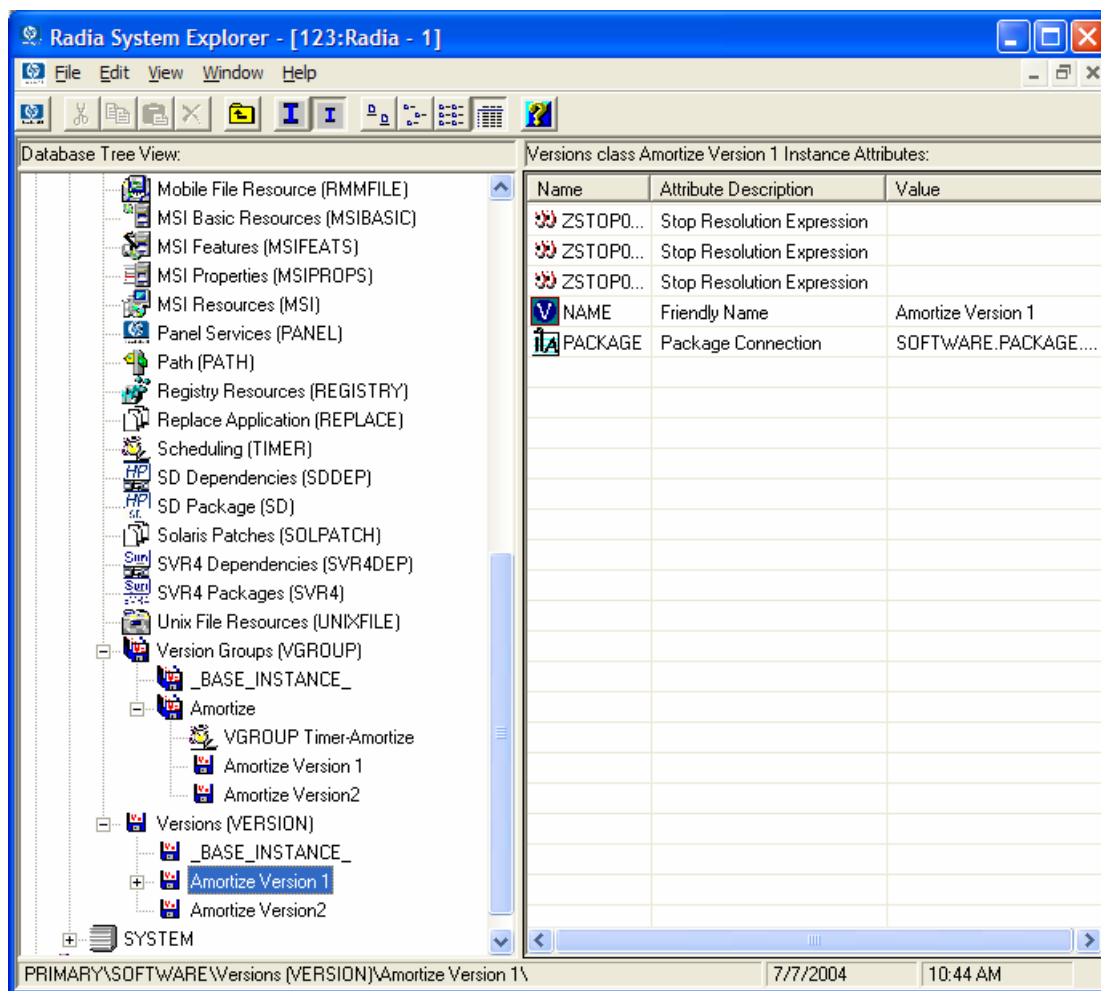 Radia System Explorer - [123:Radia - 1]
File Edit View Window Help
Database Tree View:
Versions class Amortize Version 1 Instance Attributes:
Mobile File Resource (RMMFILE)
MSI Basic Resources (MSIBASIC)
MSI Features (MSIFEATS)
MSI Properties (MSIPROPS)
MSI Resources (MSI)
Panel Services (PANEL)
Path (PATH)
Registry Resources (REGISTRY)
Replace Application (REPLACE)
Scheduling (TIMER)
SD Dependencies (SDDEP)
SD Package (SD)
Solaris Patches (SOLPATCH)
SVR4 Dependencies (SVR4DEP)
SVR4 Packages (SVR4)
Unix File Resources (UNIXFILE)
Version Groups (VGROUP)
_BASE_INSTANCE_
Amortize
VGROUP Timer-Amortize
Amortize Version 1
Amortize Version2
Versions (VERSION)
_BASE_INSTANCE_
Amortize Version 1
Amortize Version2
SYSTEM
Name Attribute Description Value
ZSTOP0... Stop Resolution Expression
ZSTOP0... Stop Resolution Expression
ZSTOP0... Stop Resolution Expression
NAME Friendly Name Amortize Version 1
PACKAGE Package Connection SOFTWARE.PACKAGE....
PRIMARY\SOFTWARE\Versions (VERSION)\Amortize Version 1\ 7/7/2004 10:44 AM